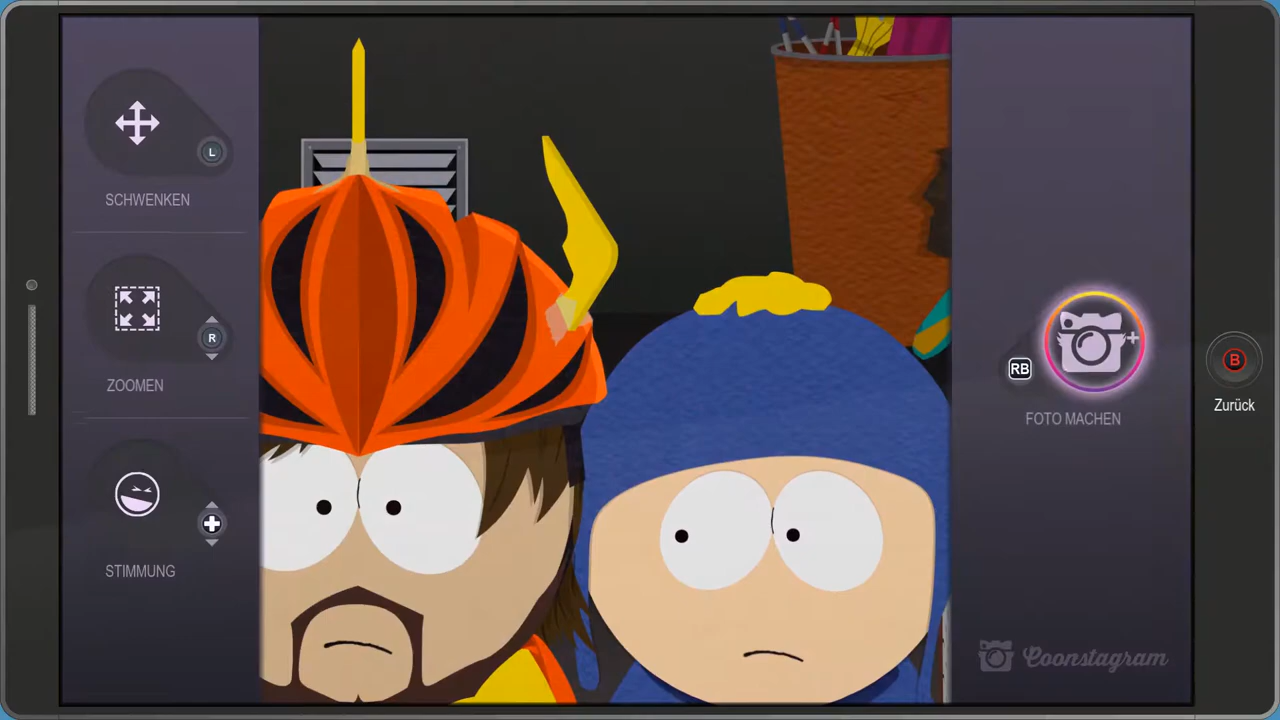 L
SCHWENKEN
R
ZOOMEN
STIMMUNG
RB
FOTO MACHEN
B
Zurück
Coonstagram